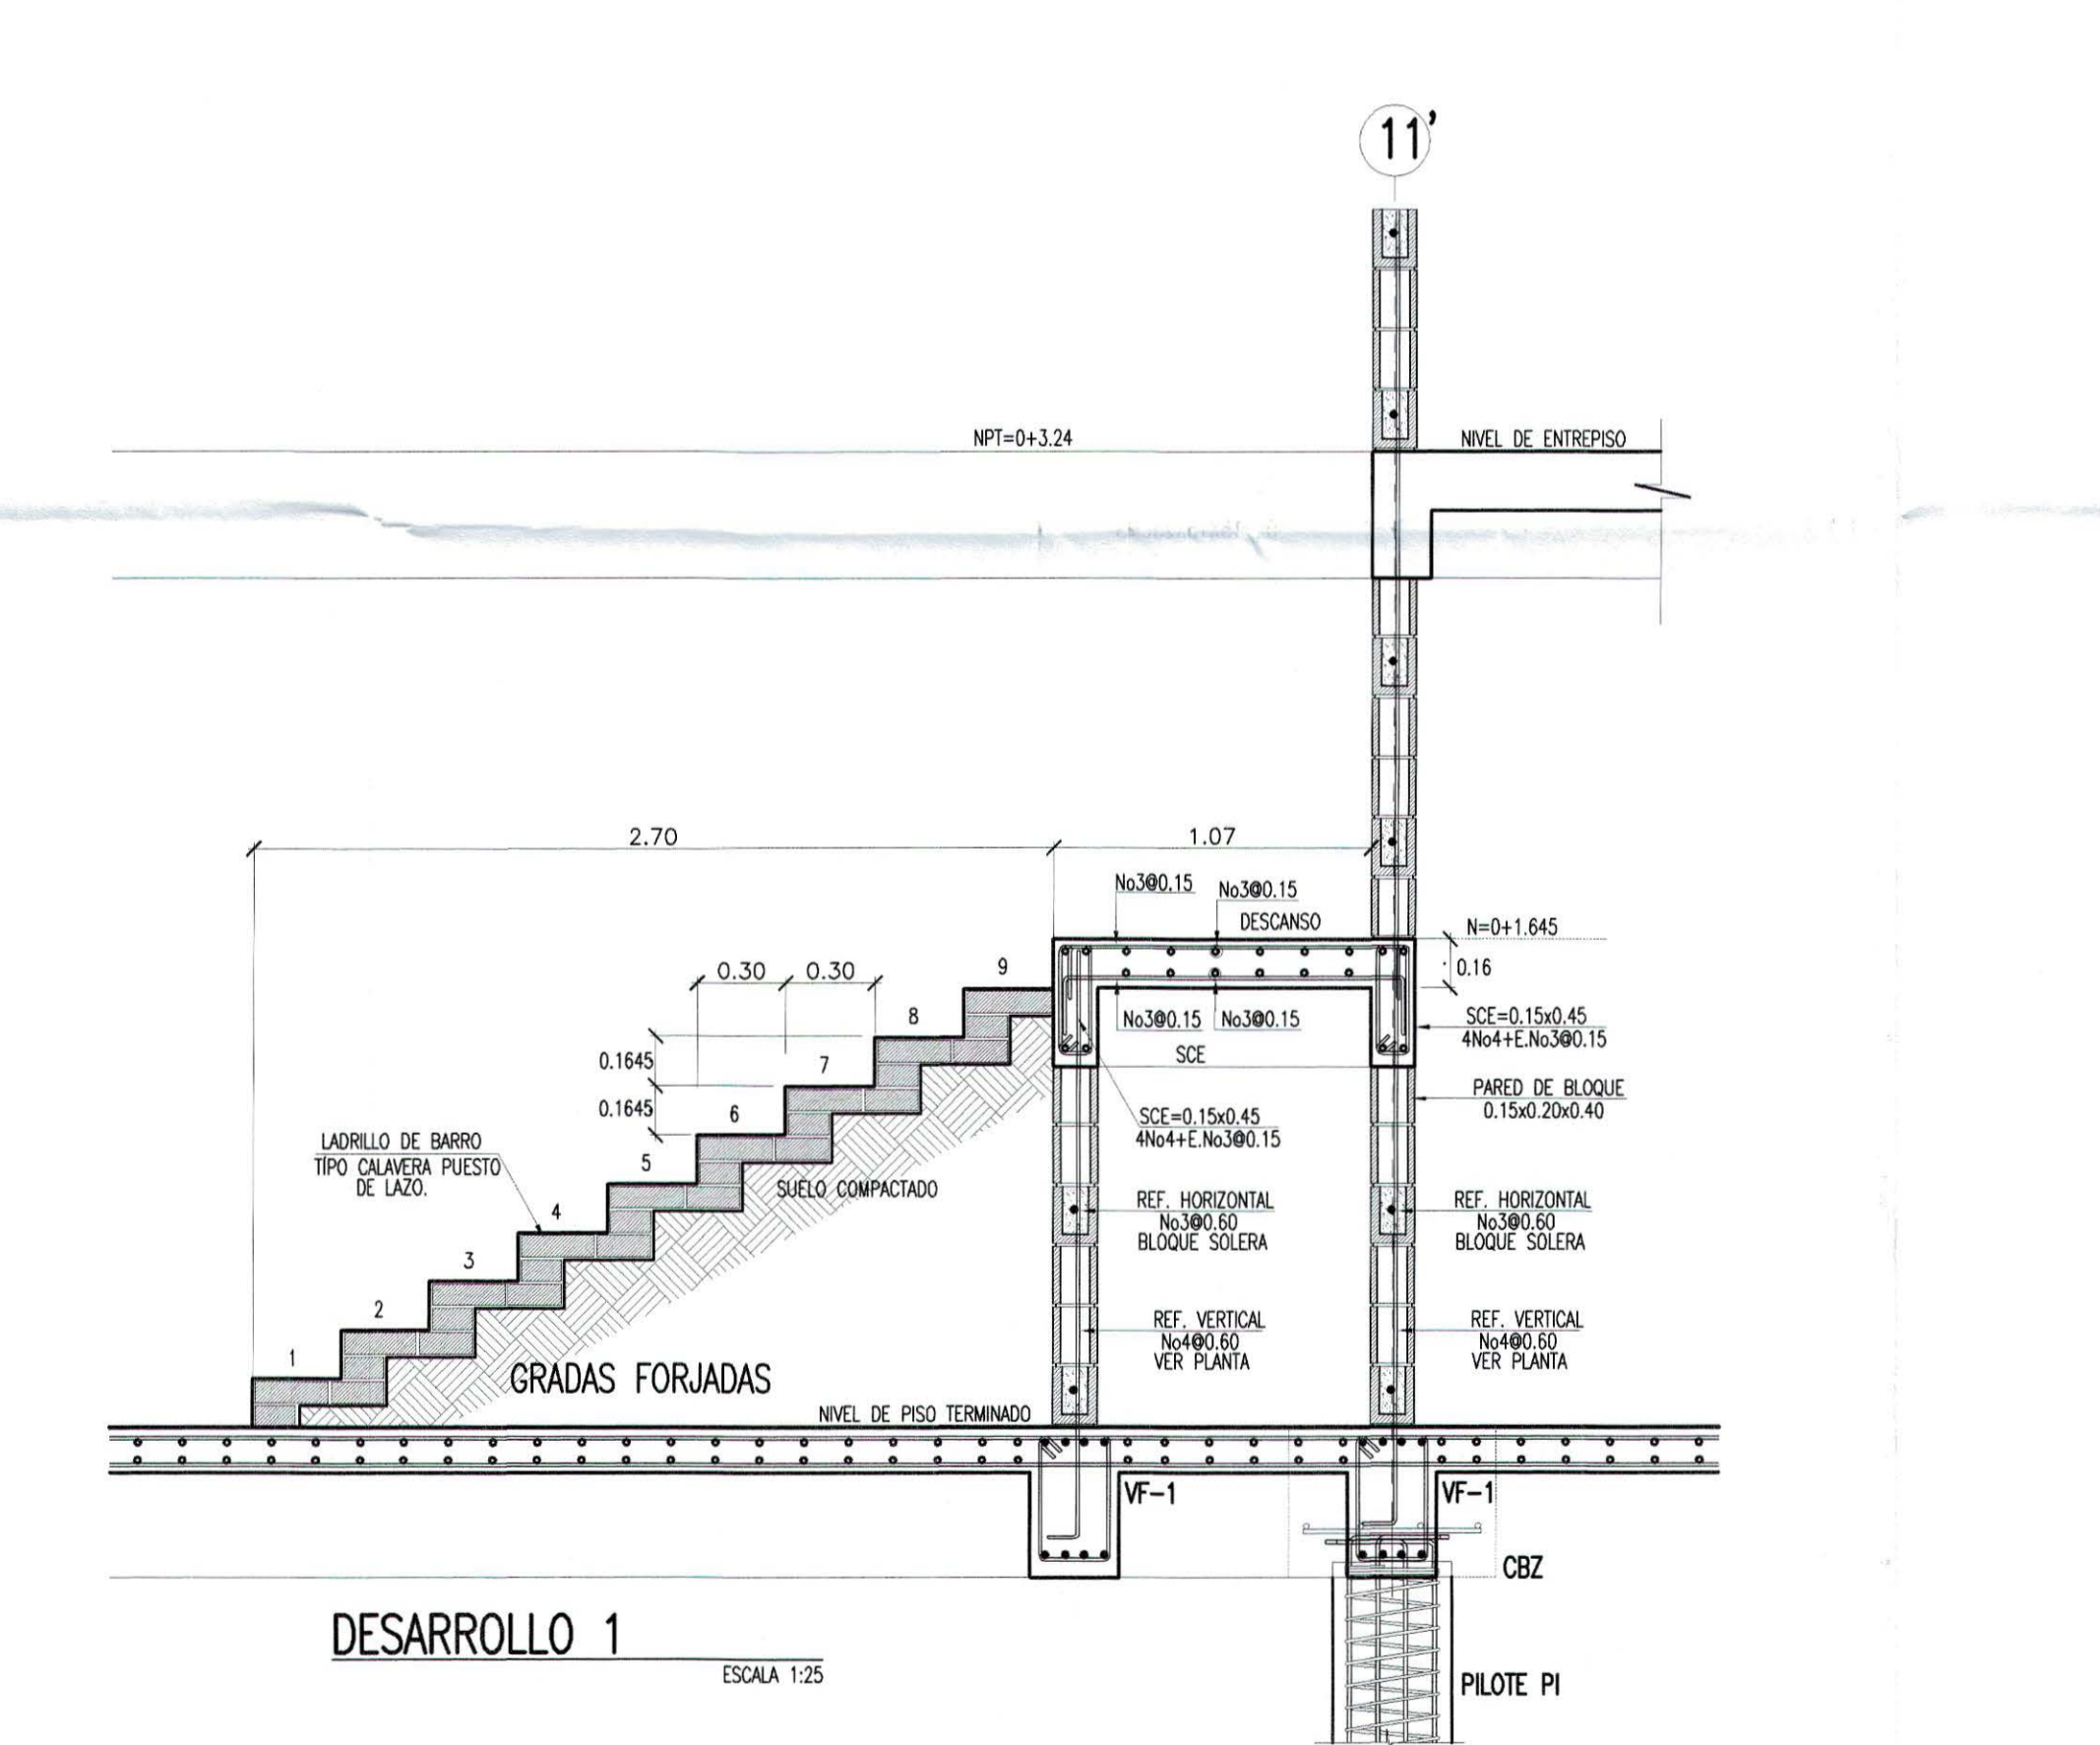 11'
NPT=0+3.24
NIVEL DE ENTREPISO
2.70
1.07
No3@0.15
No3@0.15
DESCANSO
N=0+1.645
0.16
0.30
0.30
9
8
7
6
5
4
3
2
1
0.1645
0.1645
No3@0.15
No3@0.15
SCE
SCE=0.15x0.45
4No4+E.No3@0.15
SCE=0.15x0.45
4No4+E.No3@0.15
PARED DE BLOQUE
0.15x0.20x0.40
LADRILLO DE BARRO
TÍPO CALAVERA PUESTO
DE LAZO.
SUELO COMPACTADO
REF. HORIZONTAL
No3@0.60
BLOQUE SOLERA
REF. HORIZONTAL
No3@0.60
BLOQUE SOLERA
REF. VERTICAL
No4@0.60
VER PLANTA
REF. VERTICAL
No4@0.60
VER PLANTA
GRADAS FORJADAS
NIVEL DE PISO TERMINADO
VF-1
VF-1
CBZ
PILOTE PI
DESARROLLO 1
ESCALA 1:25